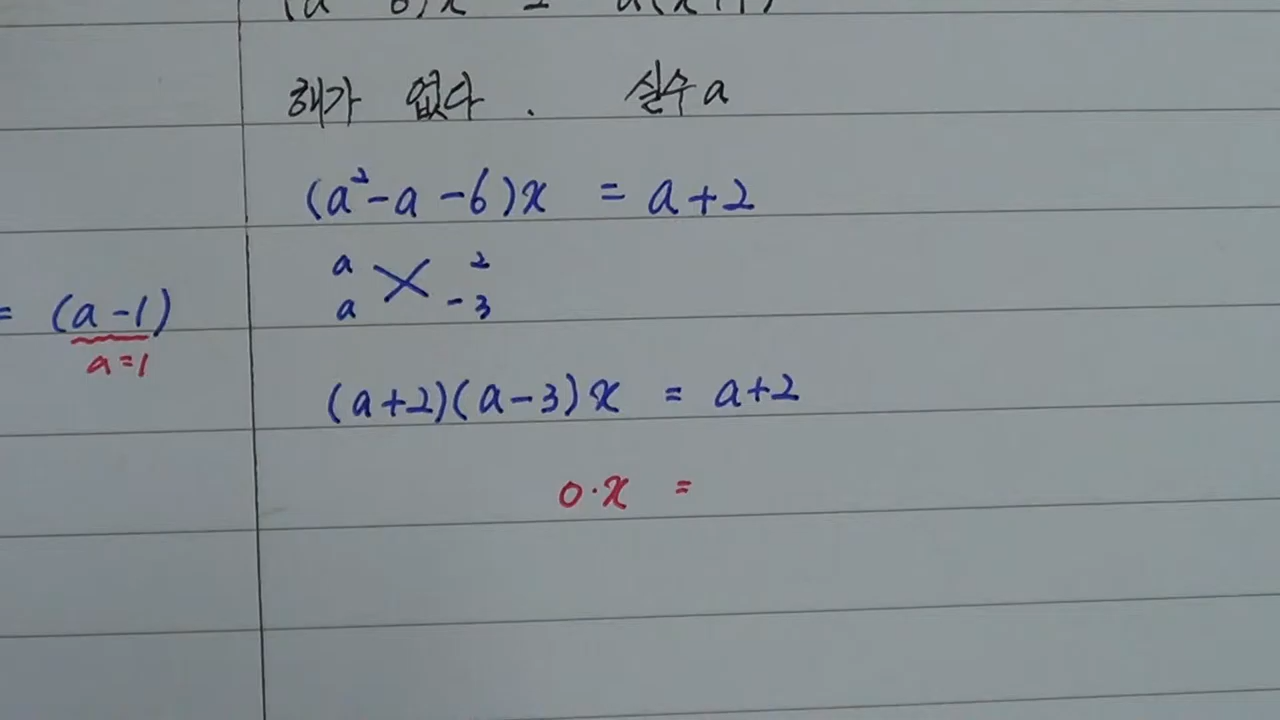 해가 없다. 실수 a
(a²-a-6)x = a+2
a 2
a -3
= (a-1)
a=1
(a+2)(a-3)x = a+2
0·x =